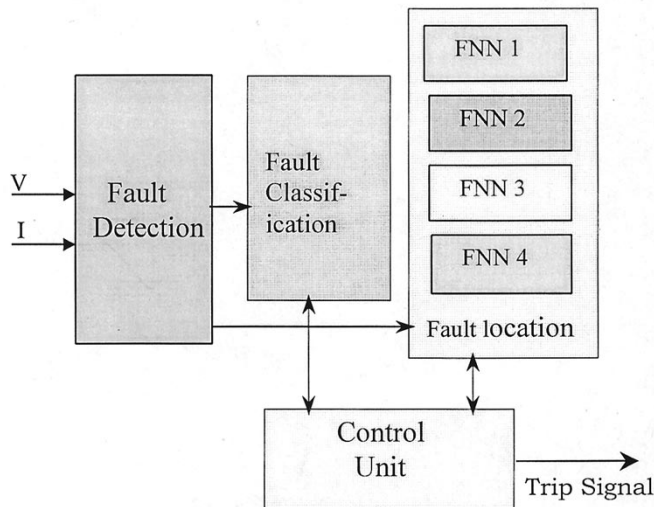 V
I
Fault
Detection
Fault
Classif-
ication
FNN 1
FNN 2
FNN 3
FNN 4
Fault location
Control
Unit
Trip Signal